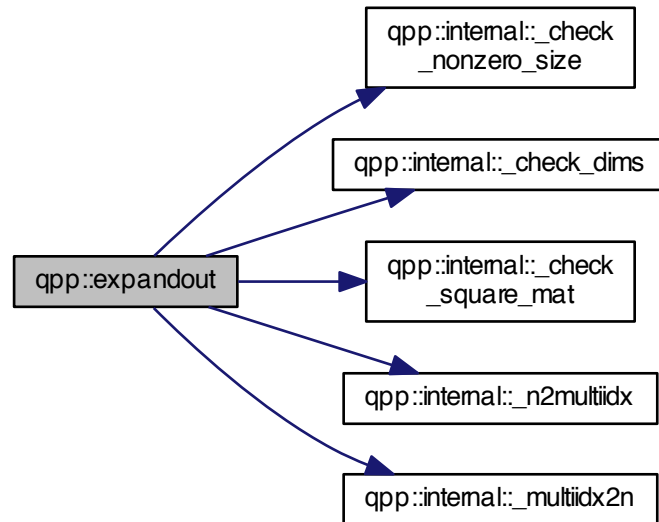 qpp::internal::_check
_nonzero_size
qpp::internal::_check_dims
qpp::expandout
qpp::internal::_check
_square_mat
qpp::internal::_n2multiidx
qpp::internal::_multiidx2n